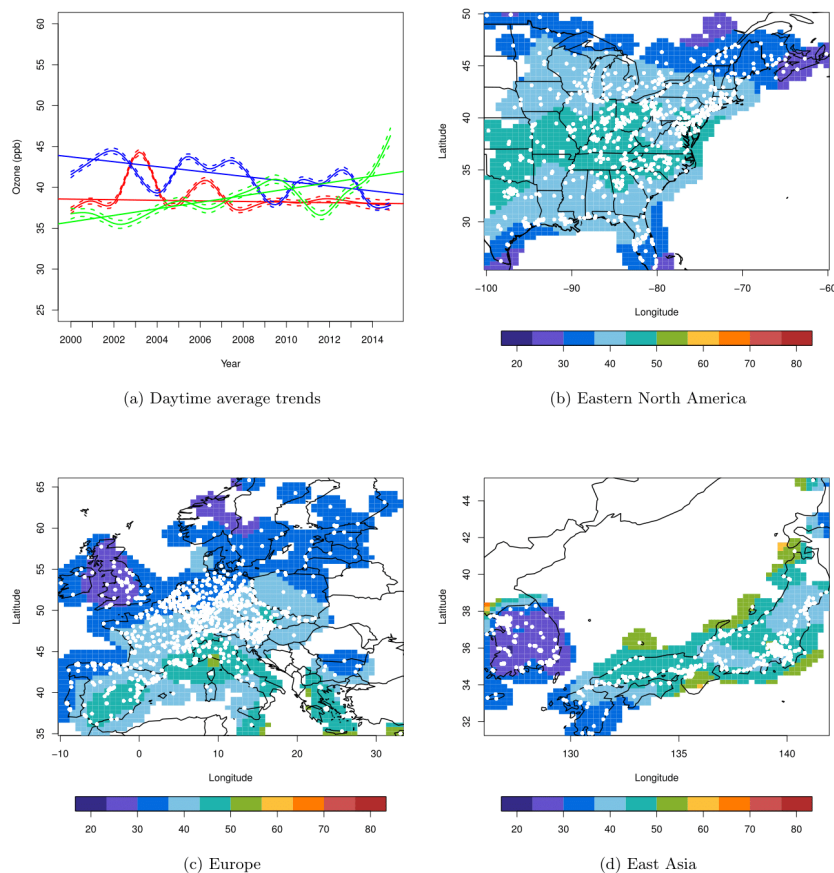 60
55
50
45
40
35
30
25
Ozone (ppb)
2000 2002 2004 2006 2008 2010 2012 2014
Year
(a) Daytime average trends
50
45
40
35
30
Latitude
−100 −90 −80 −70 −60
Longitude
20 30 40 50 60 70 80
(b) Eastern North America
65
60
55
50
45
40
35
Latitude
−10 0 10 20 30
Longitude
20 30 40 50 60 70 80
(c) Europe
44
42
40
38
36
34
32
Latitude
130 135 140
Longitude
20 30 40 50 60 70 80
(d) East Asia